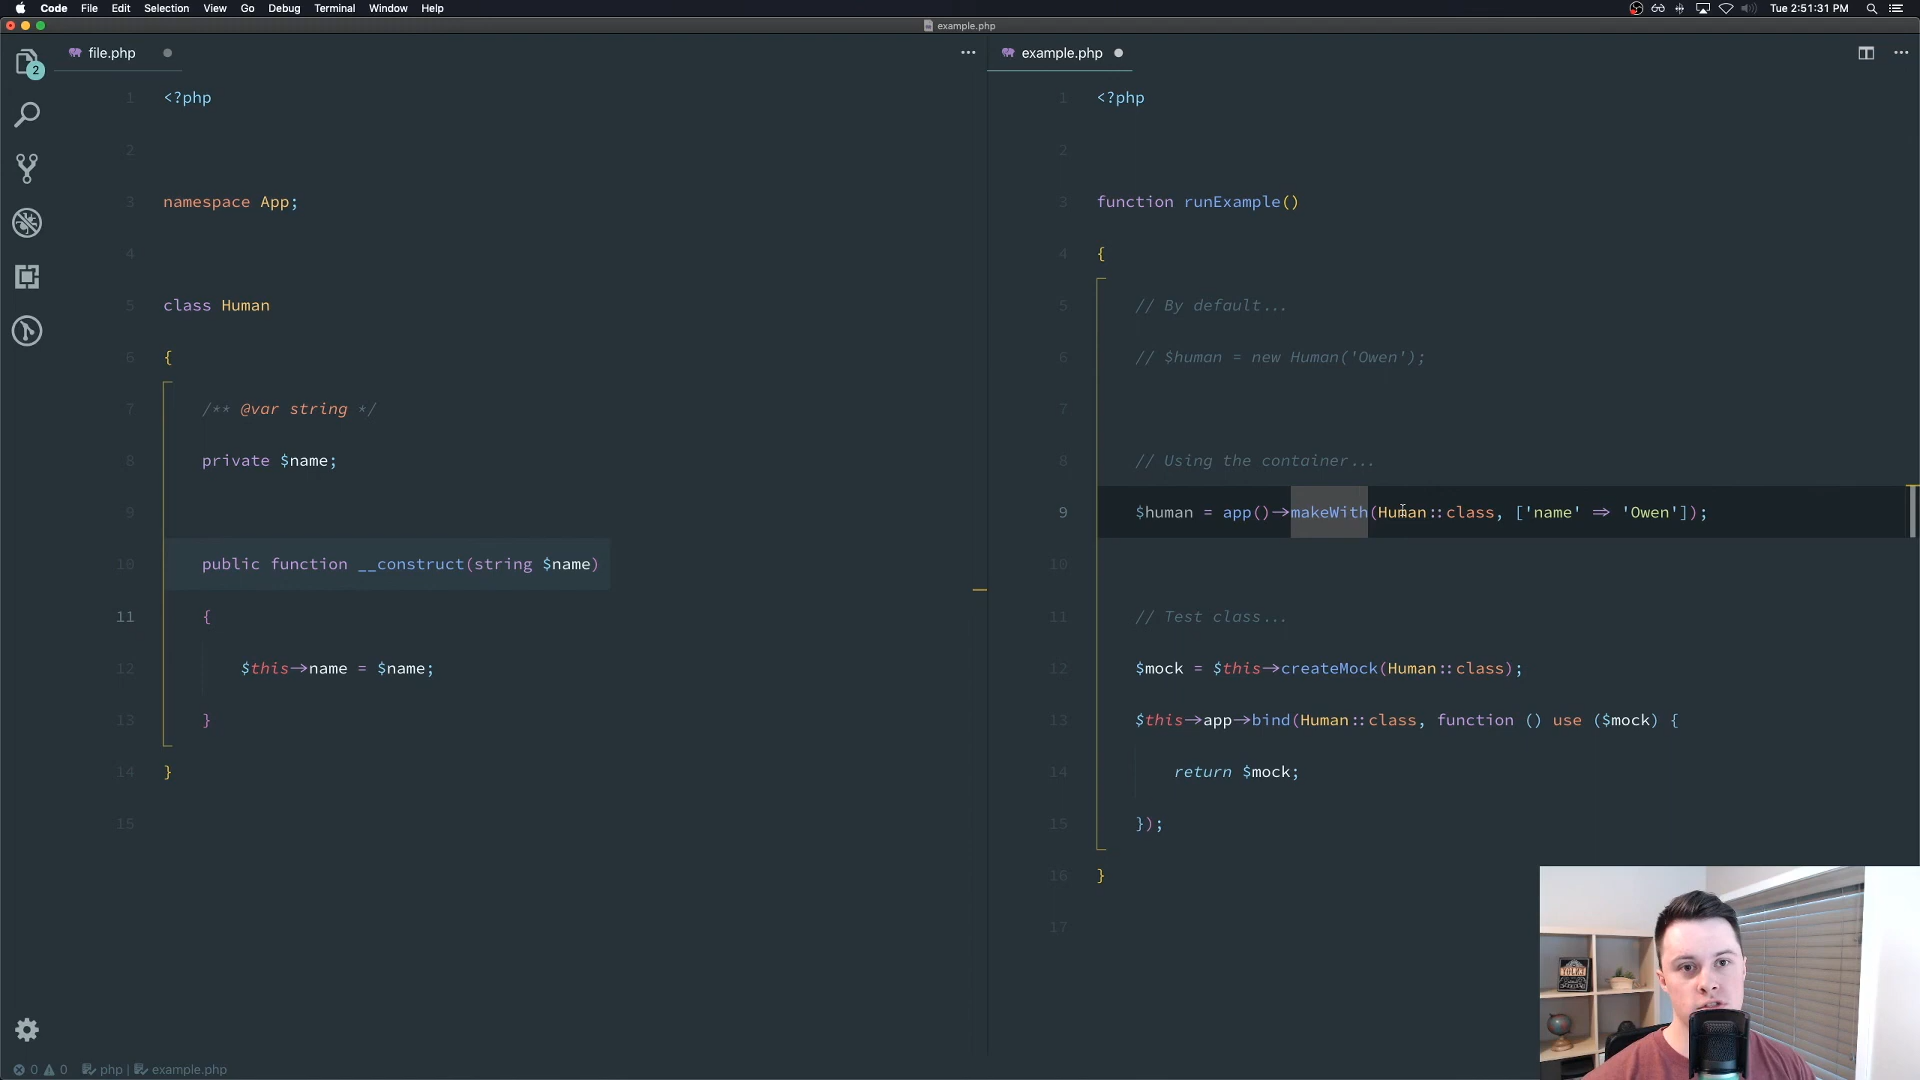 Code File Edit Selection View Go Debug Terminal Window Help
Tue 2:51:31 PM
example.php
file.php
2
1 <?php
2
3 namespace App;
4
5 class Human
6 {
7 /** @var string */
8 private $name;
9
10 public function __construct(string $name)
11 {
12 $this->name = $name;
13 }
14 }
15
example.php
1 <?php
2
3 function runExample()
4 {
5 // By default...
6 // $human = new Human('Owen');
7
8 // Using the container...
9 $human = app()->makeWith(Human::class, ['name' => 'Owen']);
10
11 // Test class...
12 $mock = $this->createMock(Human::class);
13 $this->app->bind(Human::class, function () use ($mock) {
14 return $mock;
15 });
16 }
17
0 0 php | example.php